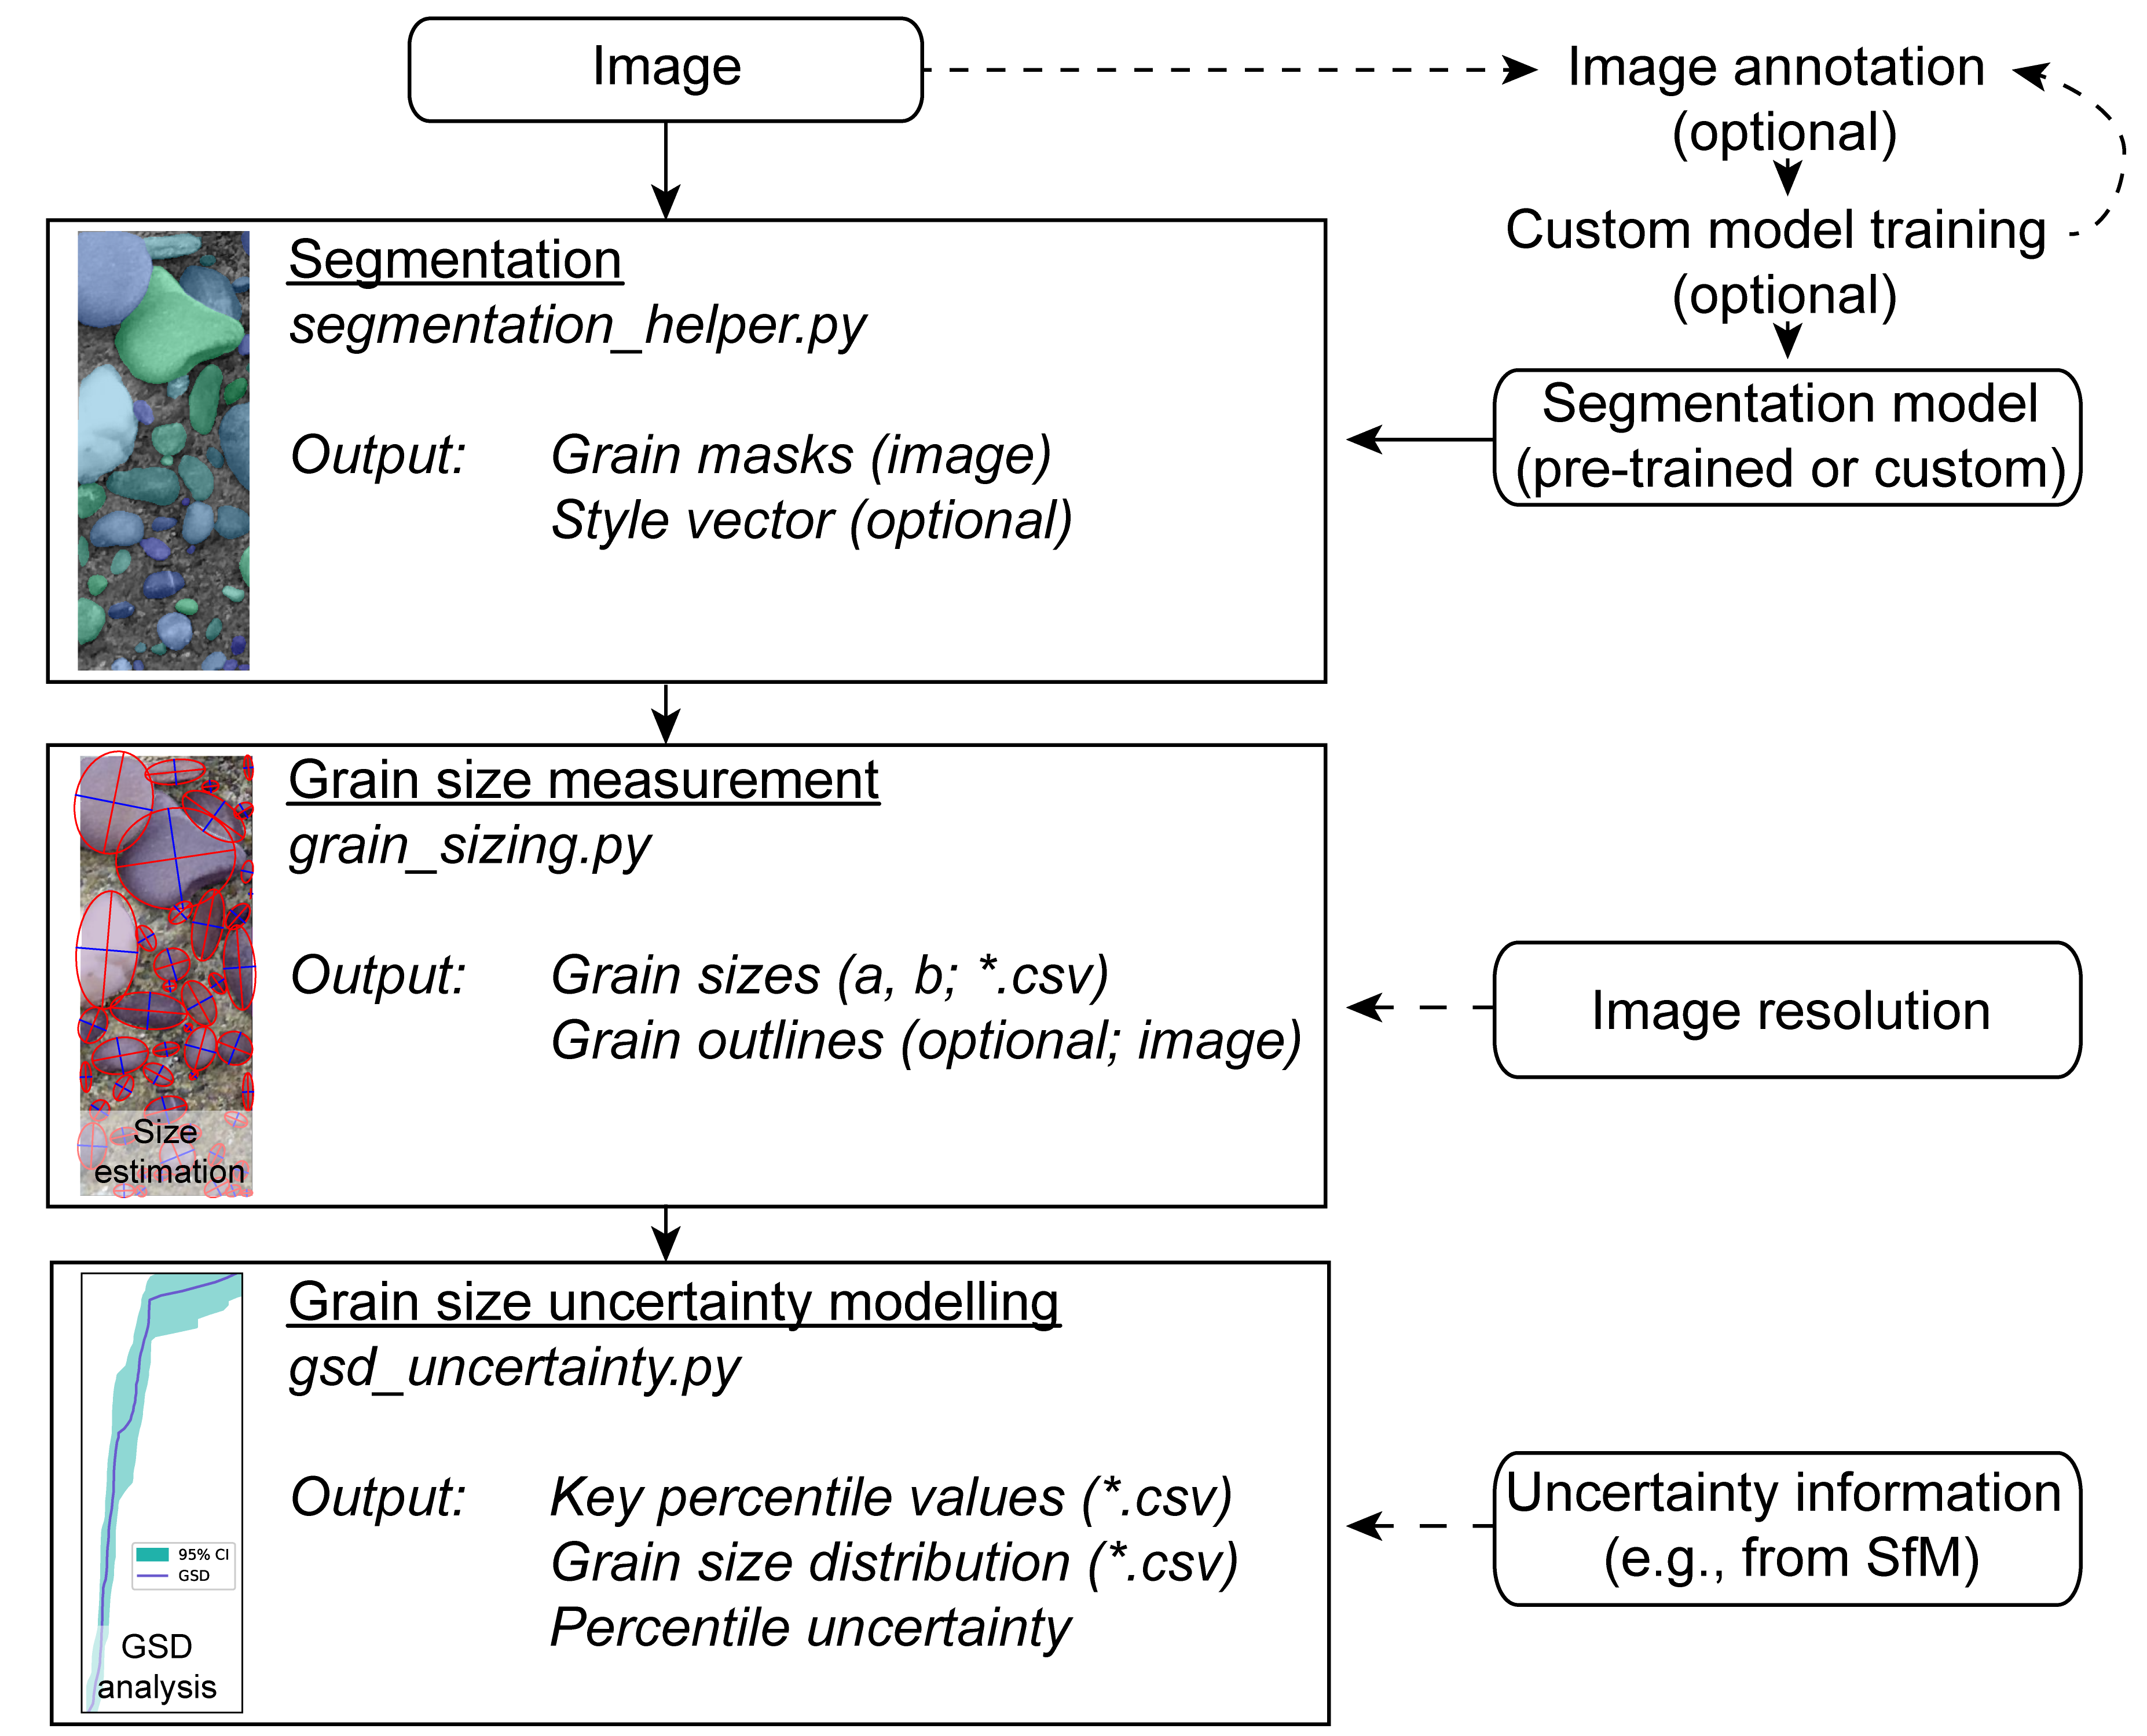 Image
Image annotation
(optional)
Custom model training
(optional)
Segmentation model
(pre-trained or custom)
Segmentation
segmentation_helper.py
Output: Grain masks (image)
Style vector (optional)
Grain size measurement
grain_sizing.py
Output: Grain sizes (a, b; *.csv)
Grain outlines (optional; image)
Size
estimation
Image resolution
Grain size uncertainty modelling
gsd_uncertainty.py
Output: Key percentile values (*.csv)
Grain size distribution (*.csv)
Percentile uncertainty
95% CI
GSD
GSD
analysis
Uncertainty information
(e.g., from SfM)